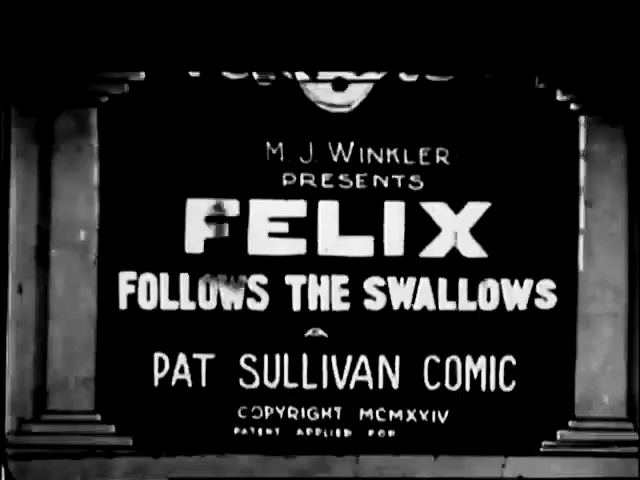 M. J. WINKLER
PRESENTS
FELIX
FOLLOWS THE SWALLOWS
A
PAT SULLIVAN COMIC
COPYRIGHT MCMXXIV
PATENT APPLIED FOR